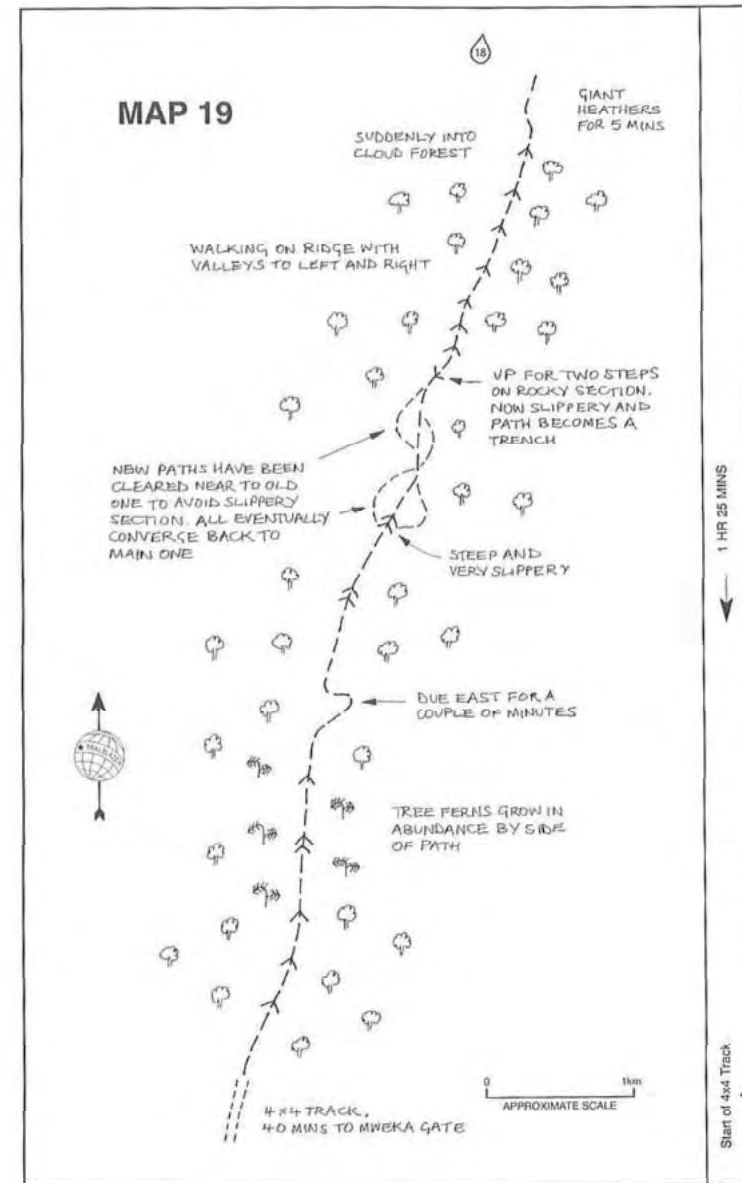 18
MAP 19
GIANT
HEATHERS
FOR 5 MINS
SUDDENLY INTO
CLOUD FOREST
WALKING ON RIDGE WITH
VALLEYS TO LEFT AND RIGHT
UP FOR TWO STEPS
ON ROCKY SECTION.
NOW SLIPPERY AND
PATH BECOMES A
TRENCH
NEW PATHS HAVE BEEN
CLEARED NEAR TO OLD
ONE TO AVOID SLIPPERY
SECTION. ALL EVENTUALLY
CONVERGE BACK TO
MAIN ONE
STEEP AND
VERY SLIPPERY
1 HR 25 MINS
DUE EAST FOR A
COUPLE OF MINUTES
TREE FERNS GROW IN
ABUNDANCE BY SIDE
OF PATH
0 1km
APPROXIMATE SCALE
4×4 TRACK,
40 MINS TO MWEKA GATE
Start of 4x4 Track